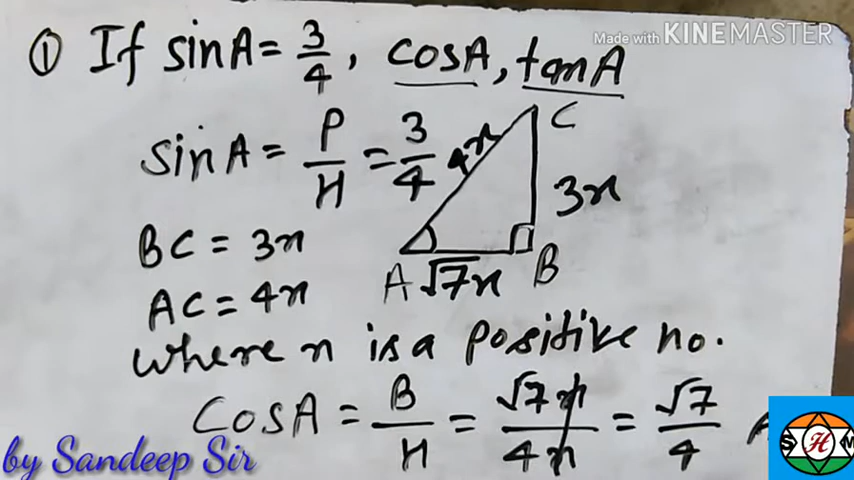 Made with KINEMASTER
① If sinA = 3/4, cosA, tanA
sinA = P/H = 3/4
C
4x
3x
BC = 3x
A √7x B
AC = 4x
where x is a positive no.
COSA = B/H = √7x/4x = √7/4 A
by Sandeep Sir
S H M